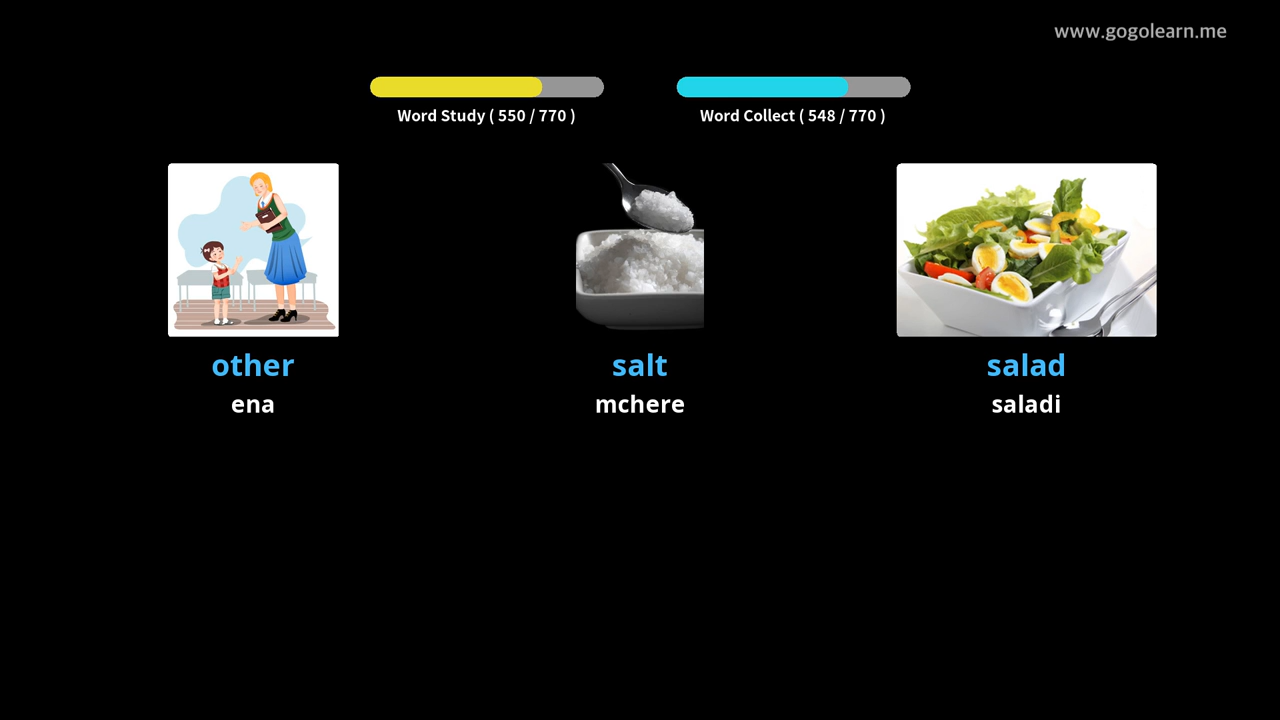 www.gogolearn.me
Word Study ( 550 / 770 )
Word Collect ( 548 / 770 )
other
salt
salad
ena
mchere
saladi